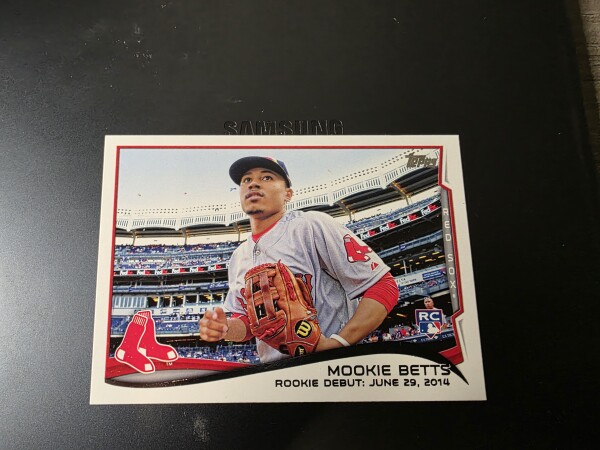 SAMSUNG
Topps
RED SOX
RC
MOOKIE BETTS
ROOKIE DEBUT: JUNE 29, 2014